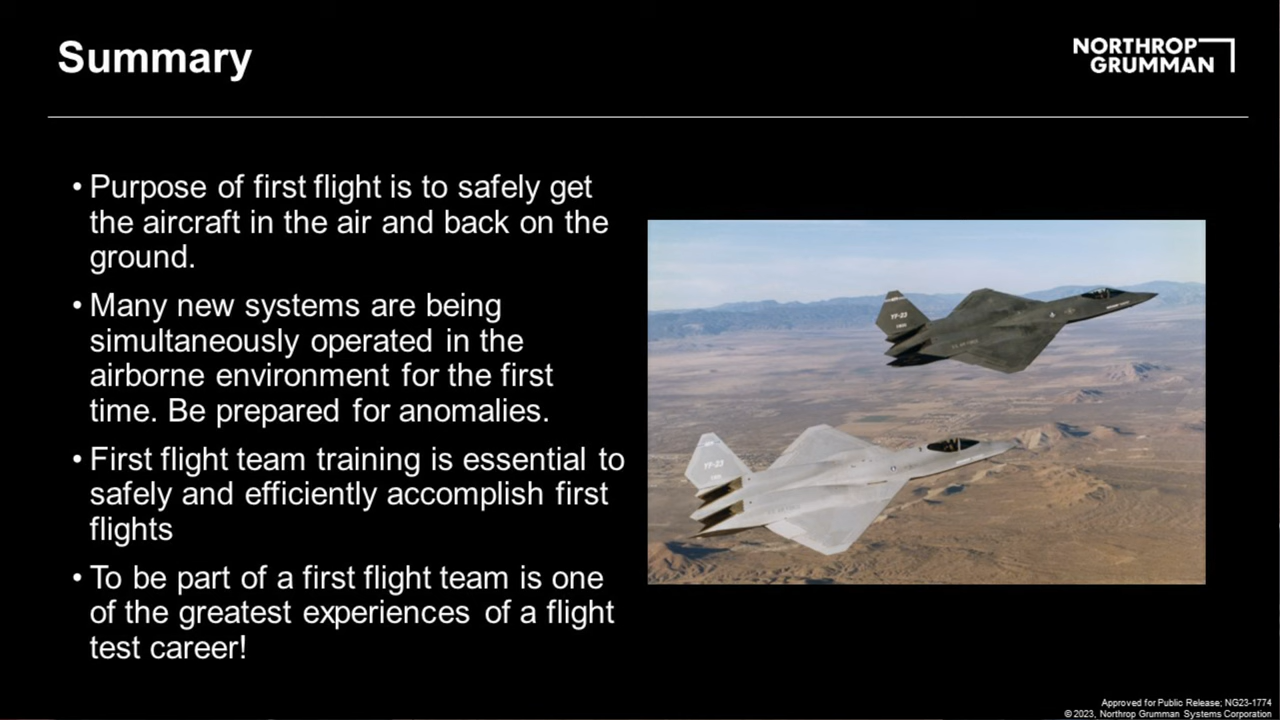 Summary
NORTHROP
GRUMMAN
• Purpose of first flight is to safely get
the aircraft in the air and back on the
ground.
• Many new systems are being
simultaneously operated in the
airborne environment for the first
time. Be prepared for anomalies.
• First flight team training is essential to
safely and efficiently accomplish first
flights
• To be part of a first flight team is one
of the greatest experiences of a flight
test career!
YF-23
YF-23
Approved for Public Release; NG23-1774
© 2023, Northrop Grumman Systems Corporation